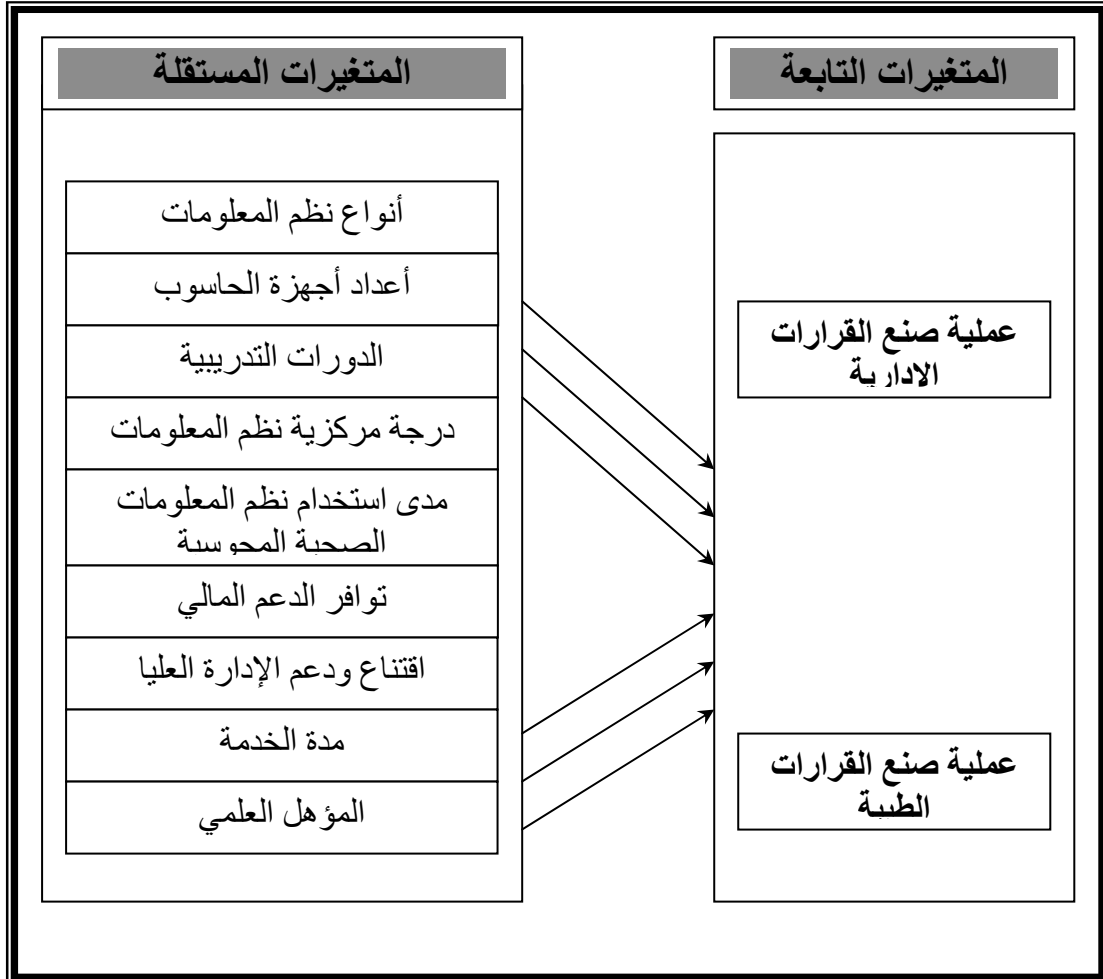 المتغيرات المستقلة
أنواع نظم المعلومات
أعداد أجهزة الحاسوب
الدورات التدريبية
درجة مركزية نظم المعلومات
مدى استخدام نظم المعلومات
الصحية المحوسبة
توافر الدعم المالي
اقتناع ودعم الإدارة العليا
مدة الخدمة
المؤهل العلمي
المتغيرات التابعة
عملية صنع القرارات
الادارية
عملية صنع القرارات
الطبية